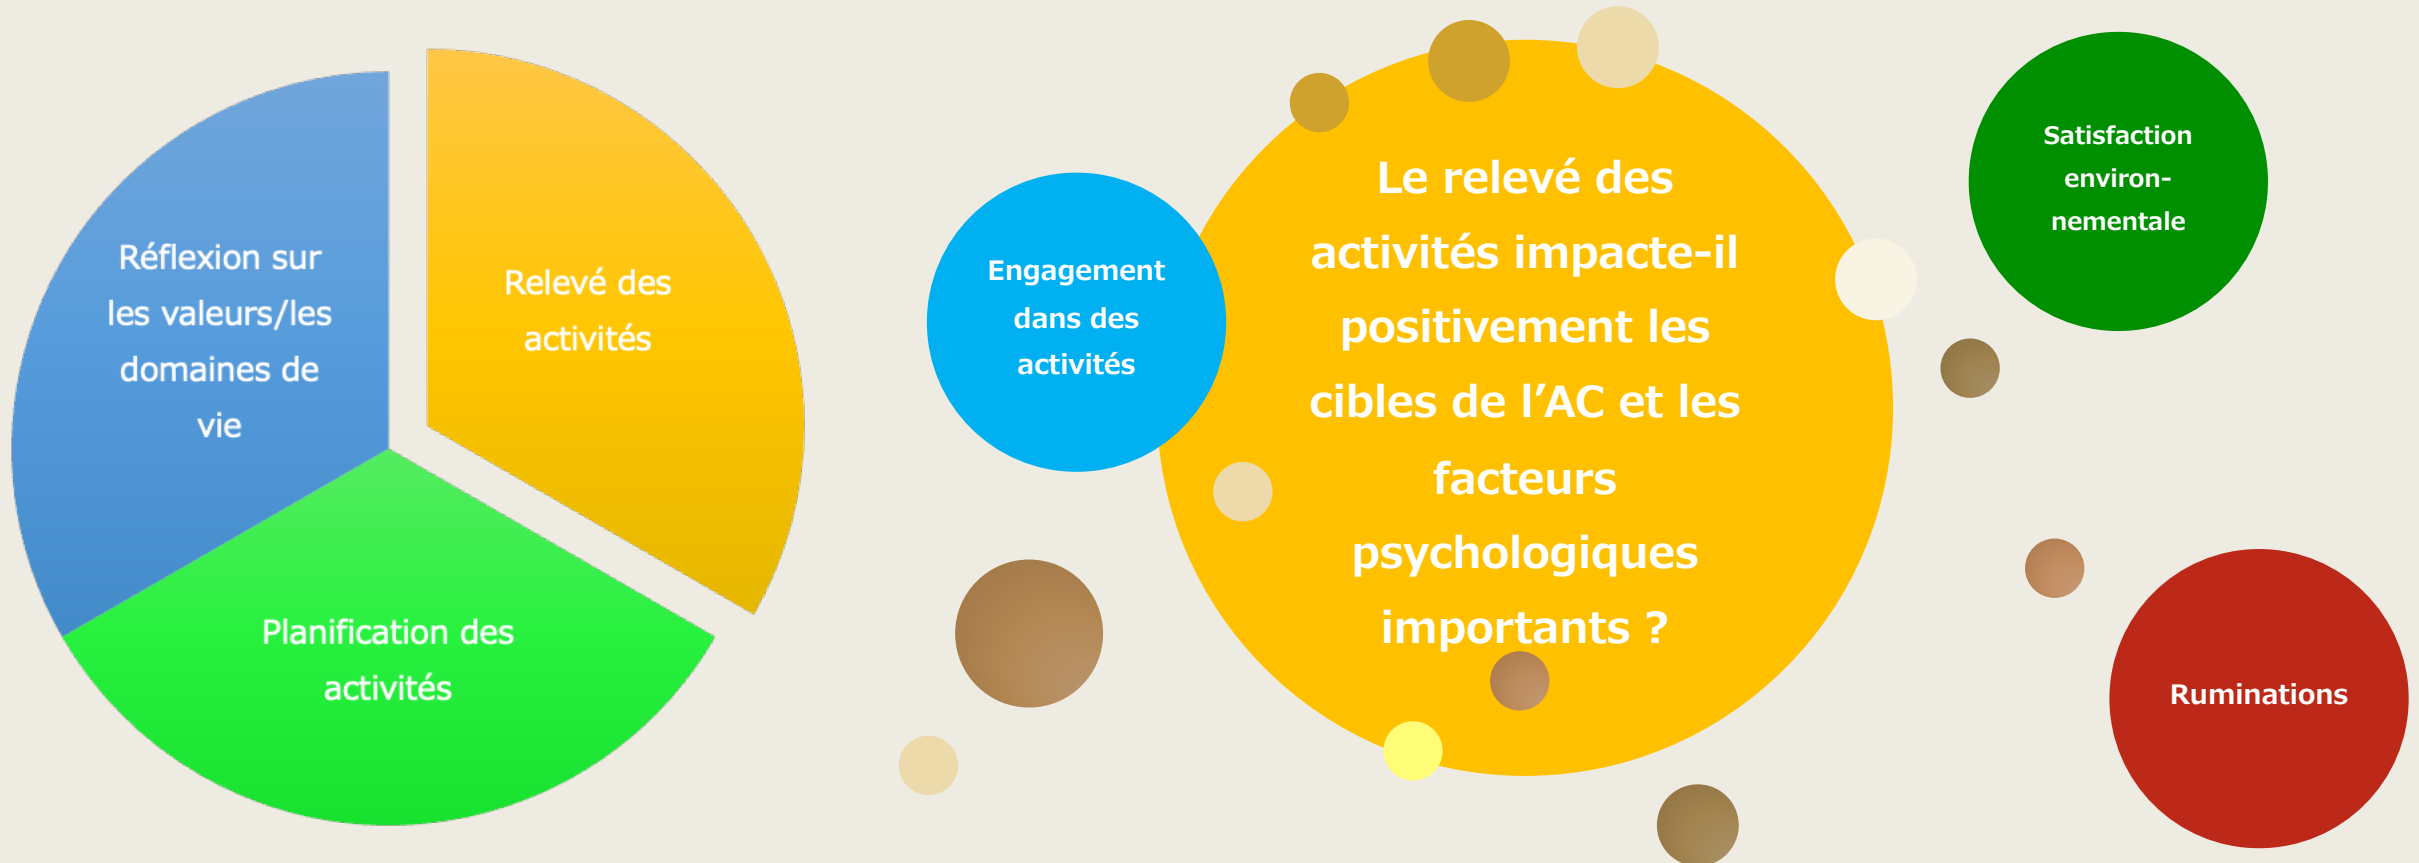 Réflexion sur
les valeurs/les
domaines de
vie
Relevé des
activités
Planification des
activités
Engagement
dans des
activités
Le relevé des
activités impacte-il
positivement les
cibles de l’AC et les
facteurs
psychologiques
importants ?
Satisfaction
environ-
nementale
Ruminations